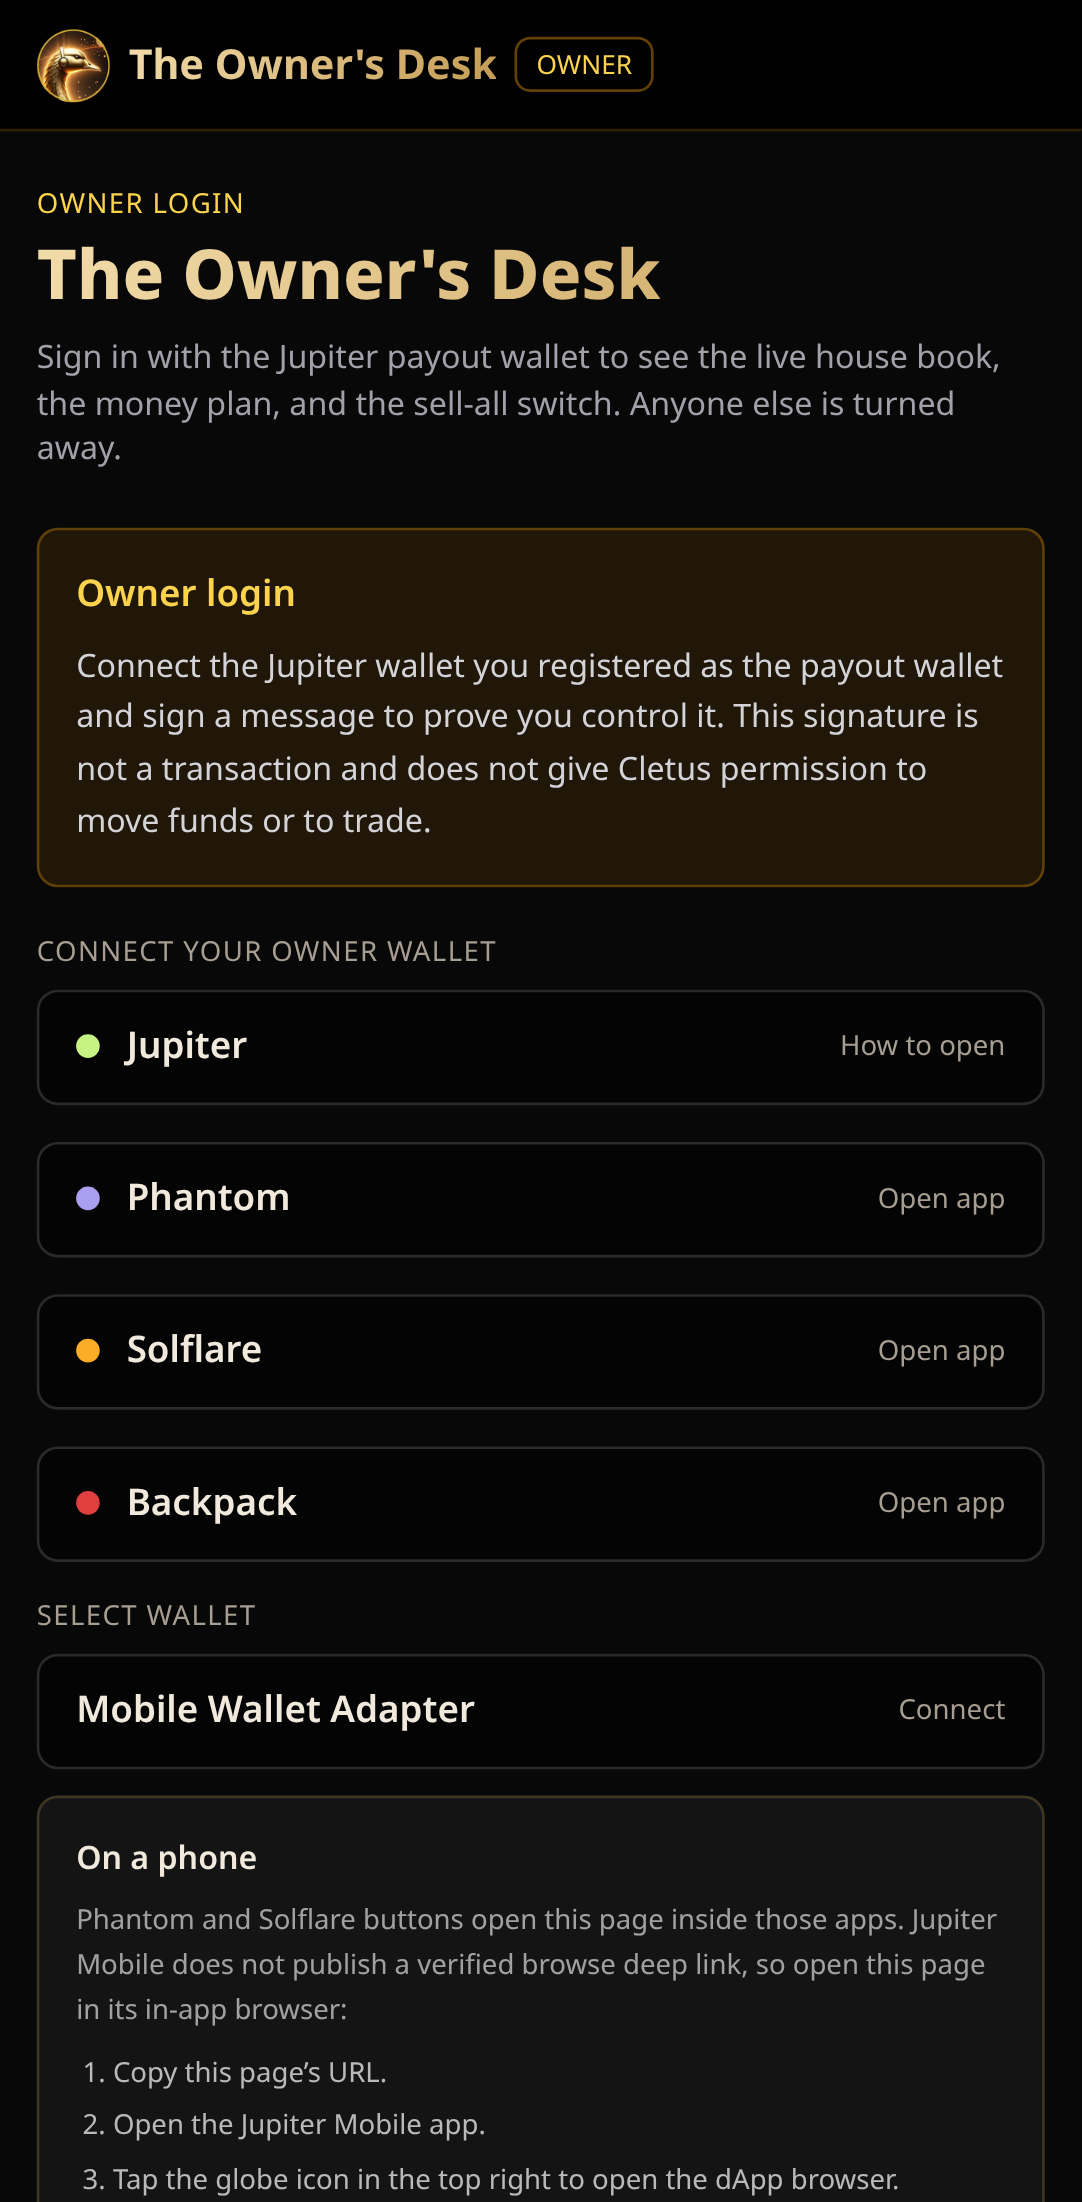 The Owner's Desk OWNER
OWNER LOGIN
The Owner's Desk
Sign in with the Jupiter payout wallet to see the live house book,
the money plan, and the sell-all switch. Anyone else is turned
away.
Owner login
Connect the Jupiter wallet you registered as the payout wallet
and sign a message to prove you control it. This signature is
not a transaction and does not give Cletus permission to
move funds or to trade.
CONNECT YOUR OWNER WALLET
Jupiter How to open
Phantom Open app
Solflare Open app
Backpack Open app
SELECT WALLET
Mobile Wallet Adapter Connect
On a phone
Phantom and Solflare buttons open this page inside those apps. Jupiter
Mobile does not publish a verified browse deep link, so open this page
in its in-app browser:
1. Copy this page’s URL.
2. Open the Jupiter Mobile app.
3. Tap the globe icon in the top right to open the dApp browser.